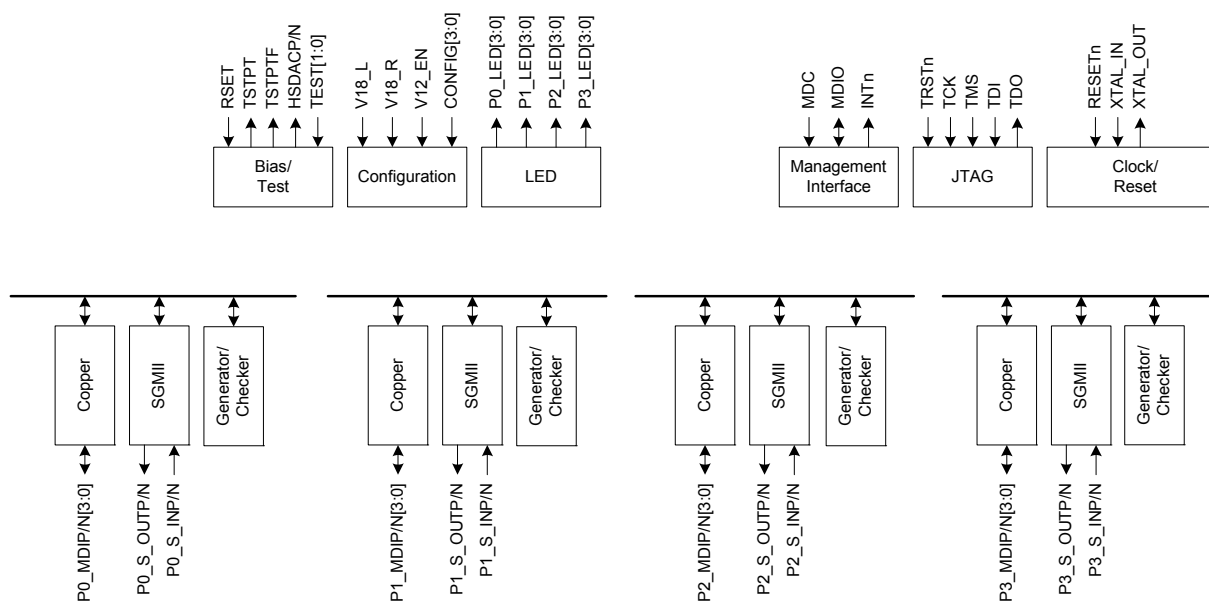 RSET
TSTPT
TSTPTF
HSDACP/N
TEST[1:0]
V18_L
V18_R
V12_EN
CONFIG[3:0]
P0_LED[3:0]
P1_LED[3:0]
P2_LED[3:0]
P3_LED[3:0]
MDC
MDIO
INTn
TRSTn
TCK
TMS
TDI
TDO
RESETn
XTAL_IN
XTAL_OUT
Bias/
Test
Configuration
LED
Management
Interface
JTAG
Clock/
Reset
Copper
SGMII
Generator/
Checker
Copper
SGMII
Generator/
Checker
Copper
SGMII
Generator/
Checker
Copper
SGMII
Generator/
Checker
P0_MDIP/N[3:0]
P0_S_OUTP/N
P0_S_INP/N
P1_MDIP/N[3:0]
P1_S_OUTP/N
P1_S_INP/N
P2_MDIP/N[3:0]
P2_S_OUTP/N
P2_S_INP/N
P3_MDIP/N[3:0]
P3_S_OUTP/N
P3_S_INP/N